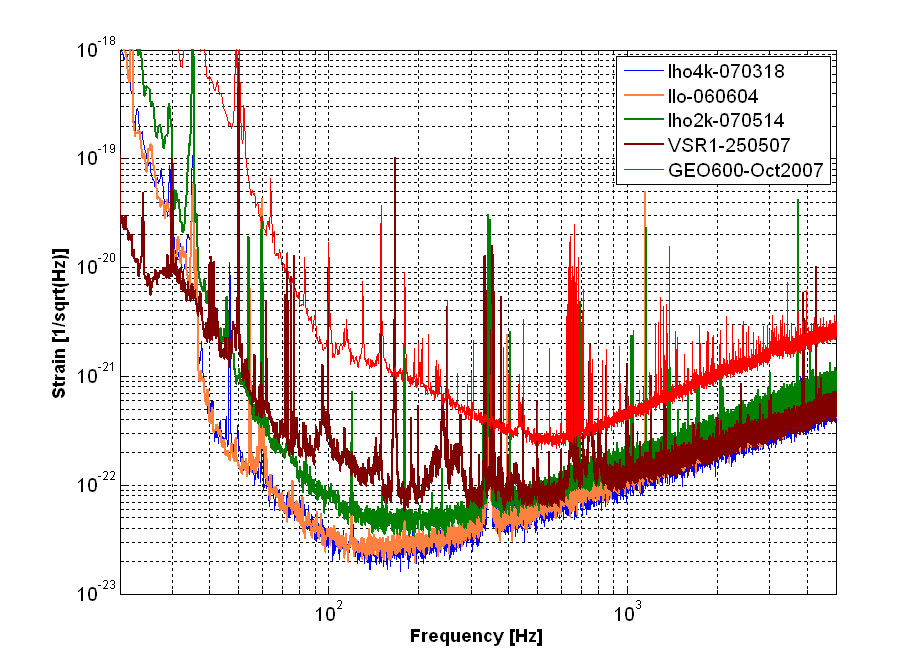 10^-18
10^-19
10^-20
10^-21
10^-22
10^-23
Strain [1/sqrt(Hz)]
lho4k-070318
llo-060604
lho2k-070514
VSR1-250507
GEO600-Oct2007
10^2
10^3
Frequency [Hz]